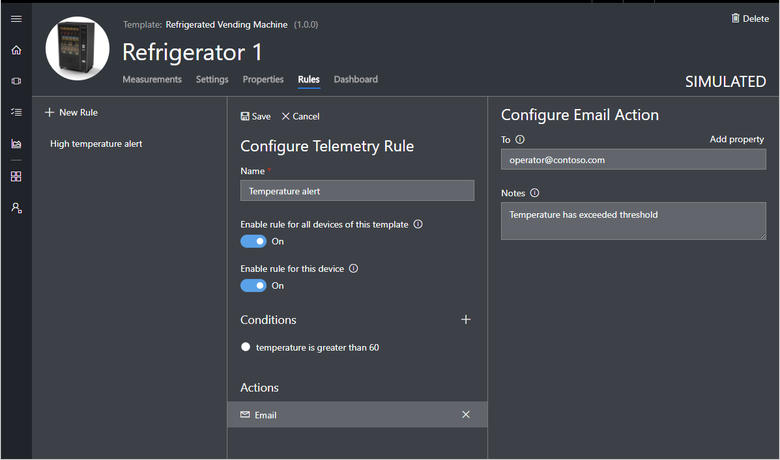 Template: Refrigerated Vending Machine (1.0.0)
Delete
Refrigerator 1
Measurements Settings Properties Rules Dashboard
SIMULATED
New Rule
High temperature alert
Save Cancel
Configure Telemetry Rule
Name *
Temperature alert
Enable rule for all devices of this template
On
Enable rule for this device
On
Conditions
temperature is greater than 60
Actions
Email
Configure Email Action
To Add property
operator@contoso.com
Notes
Temperature has exceeded threshold